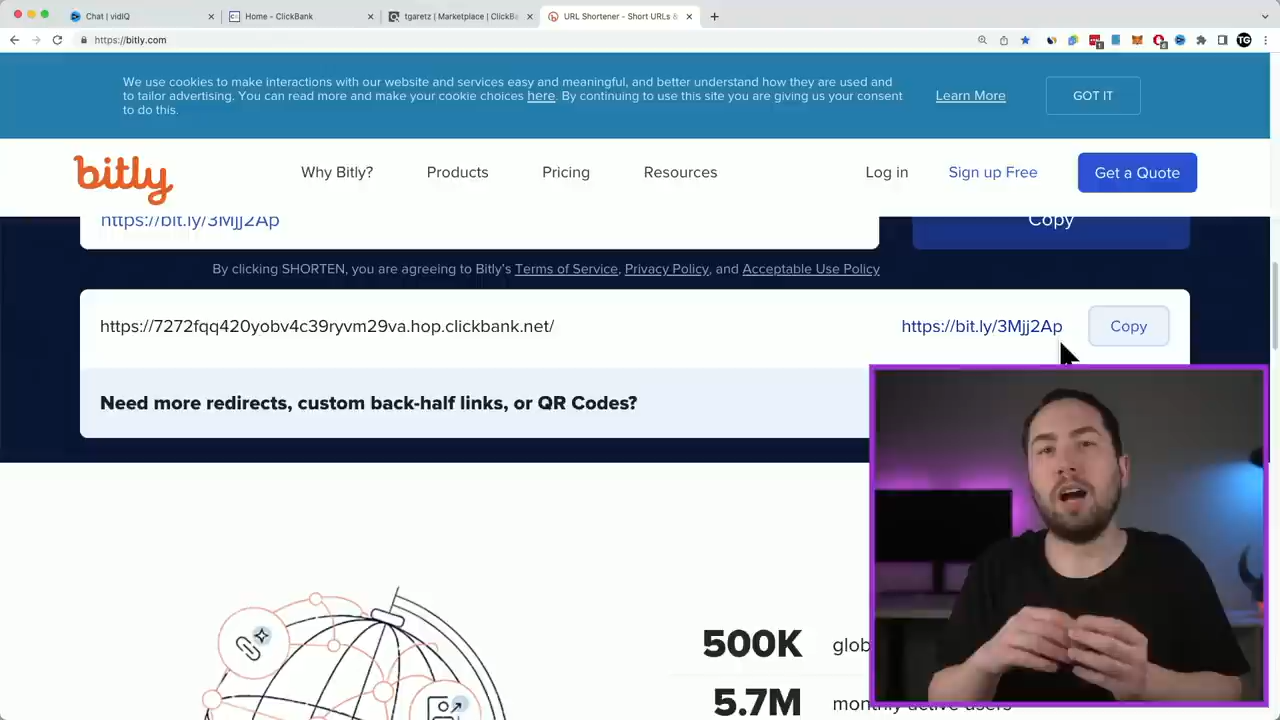 Chat | vidIQ
Home - ClickBank
tgaretz | Marketplace | ClickBa
URL Shortener - Short URLs &
https://bitly.com
TG
We use cookies to make interactions with our website and services easy and meaningful, and better understand how they are used and
to tailor advertising. You can read more and make your cookie choices here. By continuing to use this site you are giving us your consent
to do this.
Learn More
GOT IT
bitly
Why Bitly?
Products
Pricing
Resources
Log in
Sign up Free
Get a Quote
https://bit.ly/3Mjj2Ap
Copy
By clicking SHORTEN, you are agreeing to Bitly's Terms of Service, Privacy Policy, and Acceptable Use Policy
https://7272fqq420yobv4c39ryvm29va.hop.clickbank.net/
https://bit.ly/3Mjj2Ap
Copy
Need more redirects, custom back-half links, or QR Codes?
500K
glob
5.7M
monthly active users